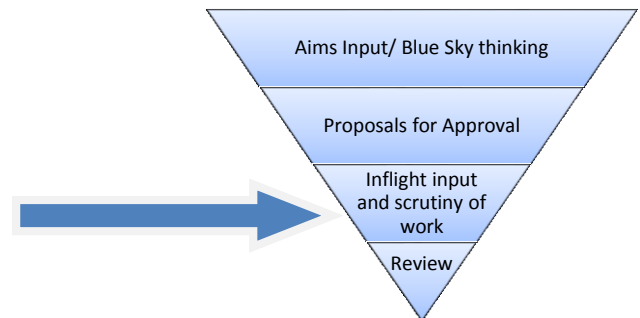 Aims Input/ Blue Sky thinking
Proposals for Approval
Inflight input
and scrutiny of
work
Review